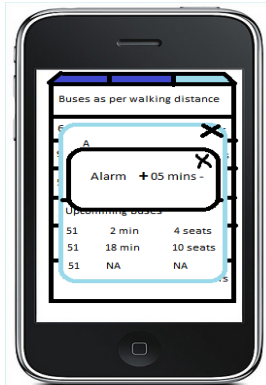 Buses as per walking distance
6
A
Alarm + 05 mins -
Upcomming Buses
51 2 min 4 seats
51 18 min 10 seats
51 NA NA